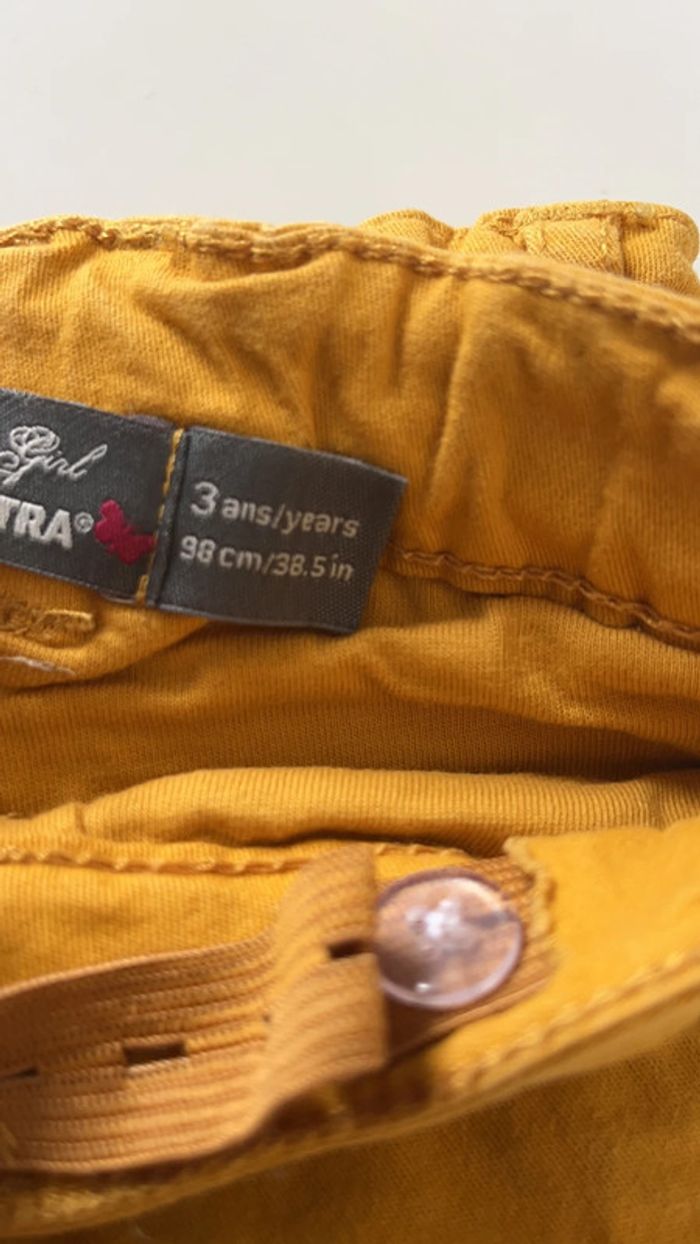 Girl
TRA®
3 ans/years
98 cm/38.5 in